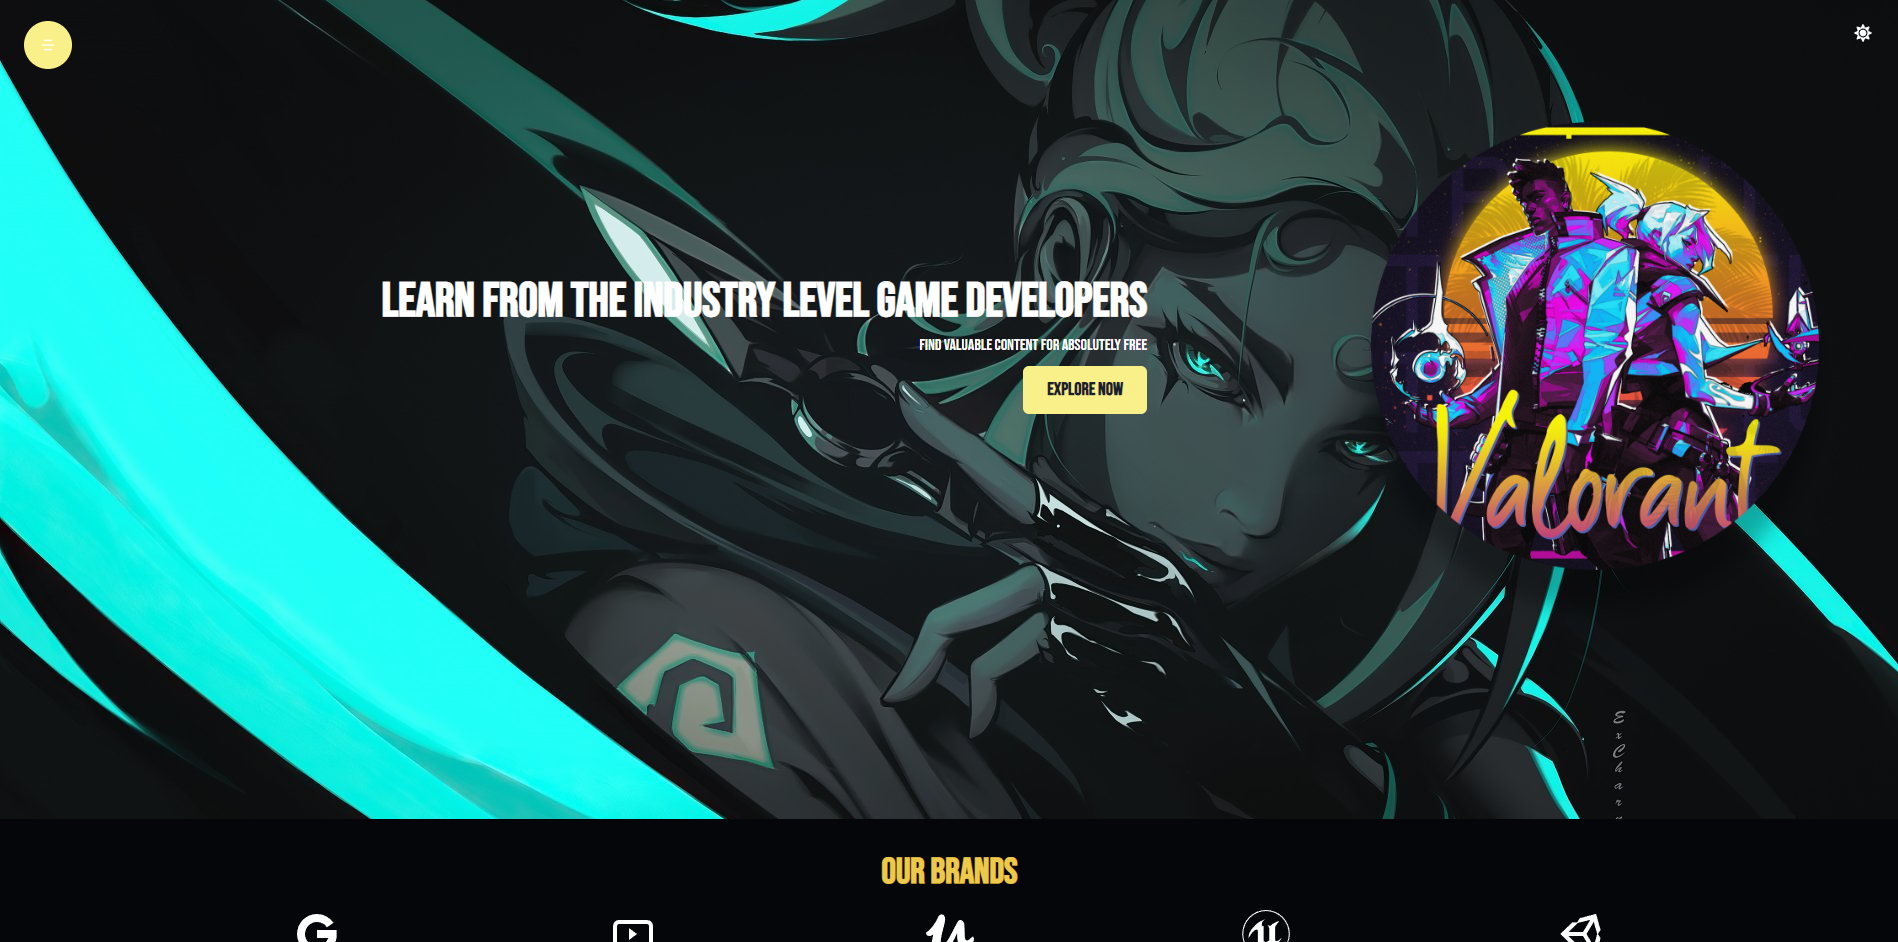 LEARN FROM THE INDUSTRY LEVEL GAME DEVELOPERS
FIND VALUABLE CONTENT FOR ABSOLUTELY FREE
EXPLORE NOW
Valorant
OUR BRANDS